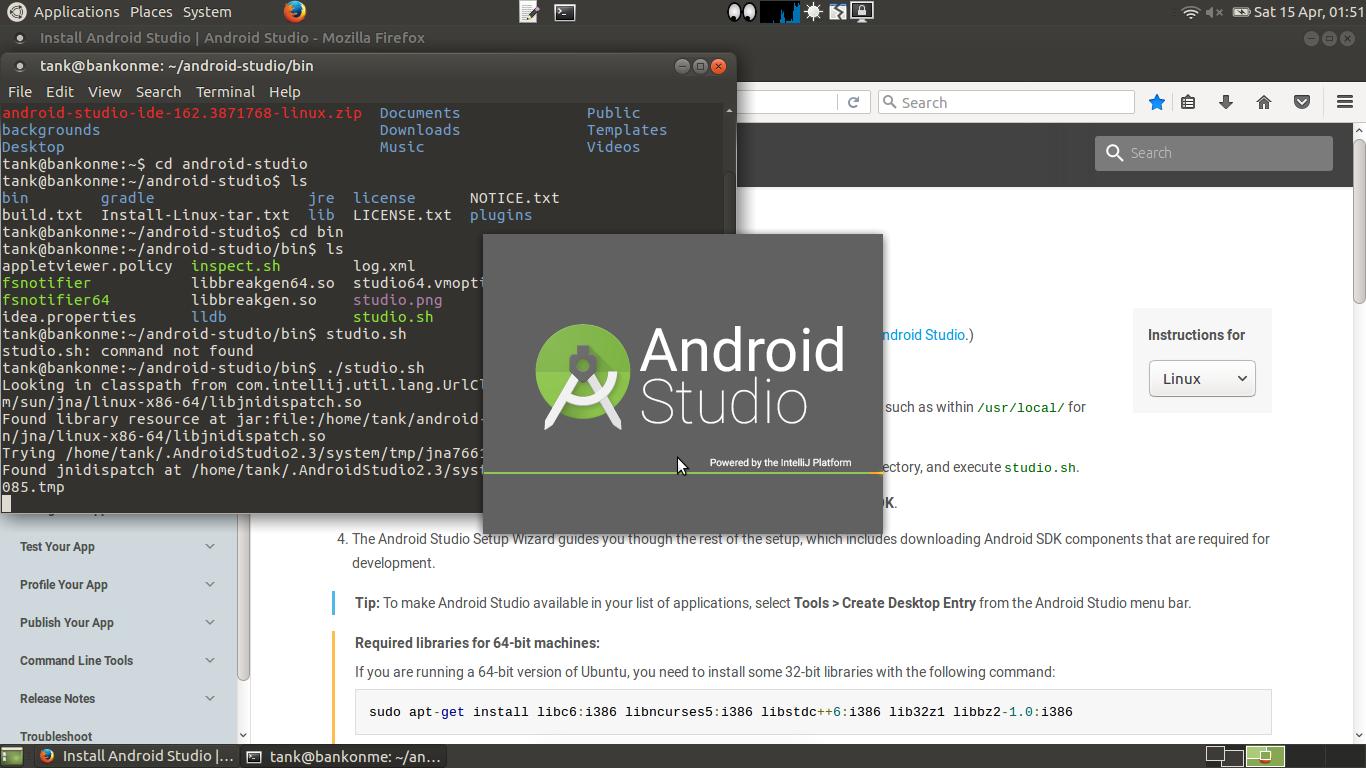 Applications Places System
Sat 15 Apr, 01:51
Install Android Studio | Android Studio - Mozilla Firefox
tank@bankonme: ~/android-studio/bin
File Edit View Search Terminal Help
android-studio-ide-162.3871768-linux.zip Documents Public
backgrounds Downloads Templates
Desktop Music Videos
tank@bankonme:~$ cd android-studio
tank@bankonme:~/android-studio$ ls
bin gradle jre license NOTICE.txt
build.txt Install-Linux-tar.txt lib LICENSE.txt plugins
tank@bankonme:~/android-studio$ cd bin
tank@bankonme:~/android-studio/bin$ ls
appletviewer.policy inspect.sh log.xml
fsnotifier libbreakgen64.so studio64.vmopti
fsnotifier64 libbreakgen.so studio.png
idea.properties lldb studio.sh
tank@bankonme:~/android-studio/bin$ studio.sh
studio.sh: command not found
tank@bankonme:~/android-studio/bin$ ./studio.sh
Looking in classpath from com.intellij.util.lang.UrlCl
m/sun/jna/linux-x86-64/libjnidispatch.so
Found library resource at jar:file:/home/tank/android-
n/jna/linux-x86-64/libjnidispatch.so
Trying /home/tank/.AndroidStudio2.3/system/tmp/jna7661
Found jnidispatch at /home/tank/.AndroidStudio2.3/syst
085.tmp
Android
Studio
Powered by the IntelliJ Platform
Search
Search
ndroid Studio.)
Instructions for
Linux
such as within /usr/local/ for
ectory, and execute studio.sh.
DK.
4. The Android Studio Setup Wizard guides you though the rest of the setup, which includes downloading Android SDK components that are required for
development.
Tip: To make Android Studio available in your list of applications, select Tools > Create Desktop Entry from the Android Studio menu bar.
Required libraries for 64-bit machines:
If you are running a 64-bit version of Ubuntu, you need to install some 32-bit libraries with the following command:
sudo apt-get install libc6:i386 libncurses5:i386 libstdc++6:i386 lib32z1 libbz2-1.0:i386
Test Your App
Profile Your App
Publish Your App
Command Line Tools
Release Notes
Troubleshoot
Install Android Studio |...
tank@bankonme: ~/an...